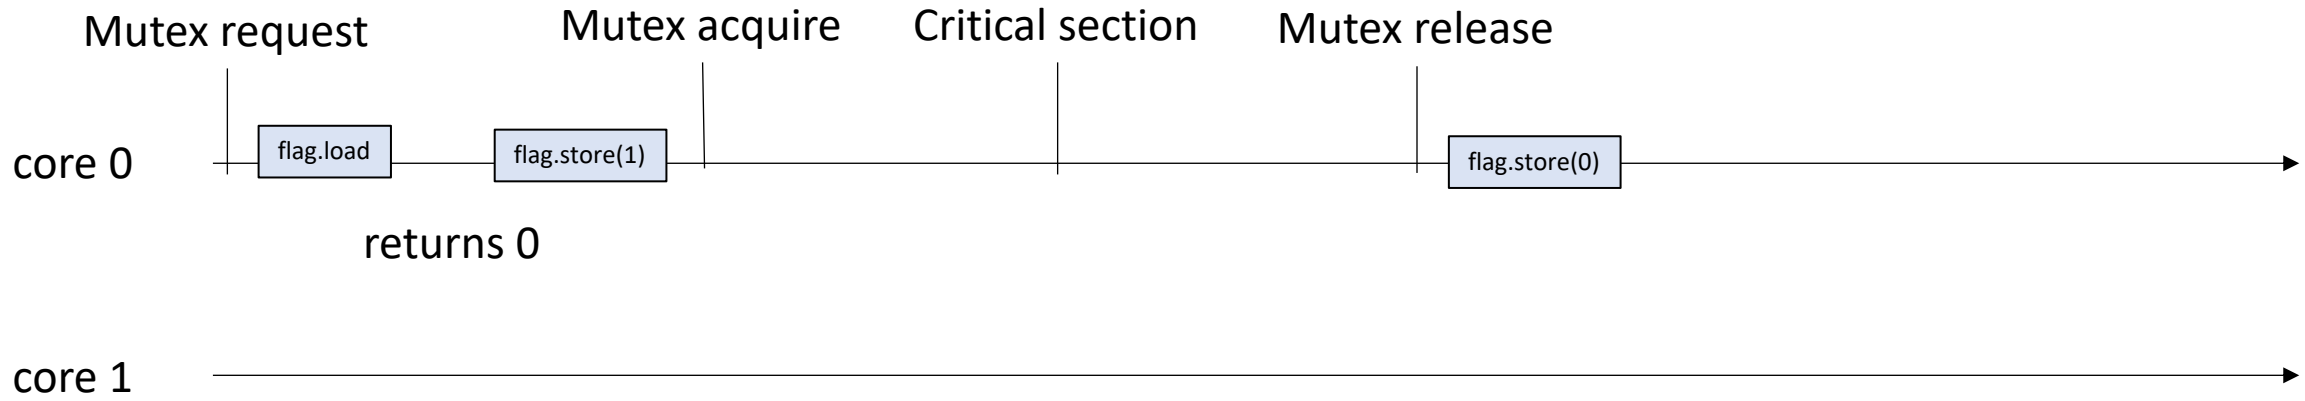 Mutex request
Mutex acquire
Critical section
Mutex release
core 0
flag.load
flag.store(1)
flag.store(0)
returns 0
core 1